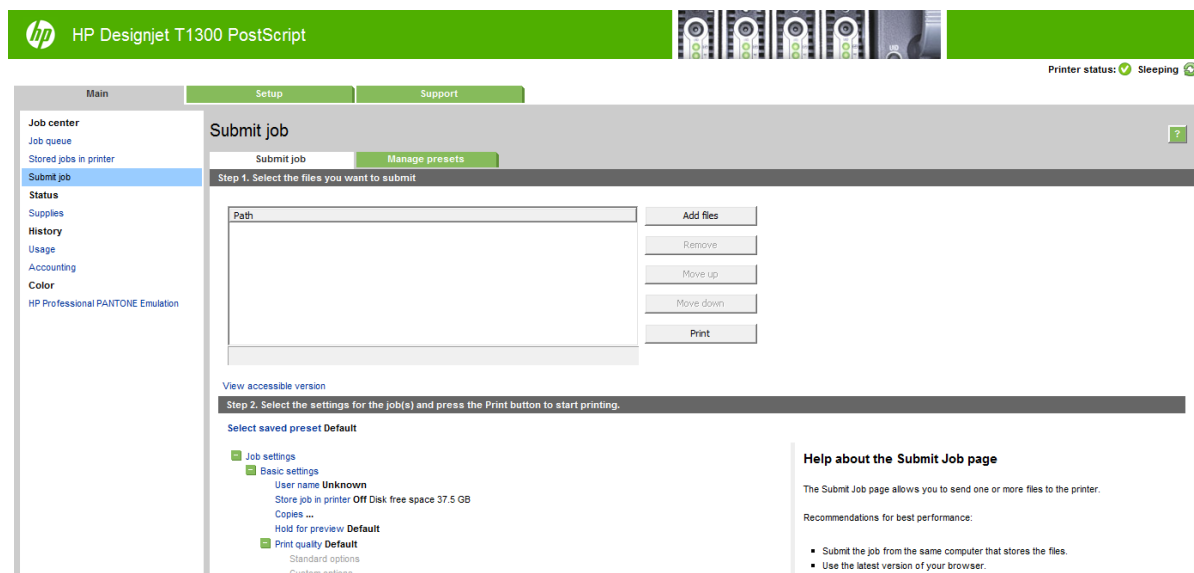 hp HP Designjet T1300 PostScript
UID
Printer status: Sleeping
Main Setup Support
Job center
Job queue
Stored jobs in printer
Submit job
Status
Supplies
History
Usage
Accounting
Color
HP Professional PANTONE Emulation
Submit job
?
Submit job Manage presets
Step 1. Select the files you want to submit
Path
Add files
Remove
Move up
Move down
Print
View accessible version
Step 2. Select the settings for the job(s) and press the Print button to start printing.
Select saved preset Default
Job settings
Basic settings
User name Unknown
Store job in printer Off Disk free space 37.5 GB
Copies ...
Hold for preview Default
Print quality Default
Standard options
Custom options
Help about the Submit Job page
The Submit Job page allows you to send one or more files to the printer.
Recommendations for best performance:
Submit the job from the same computer that stores the files.
Use the latest version of your browser.